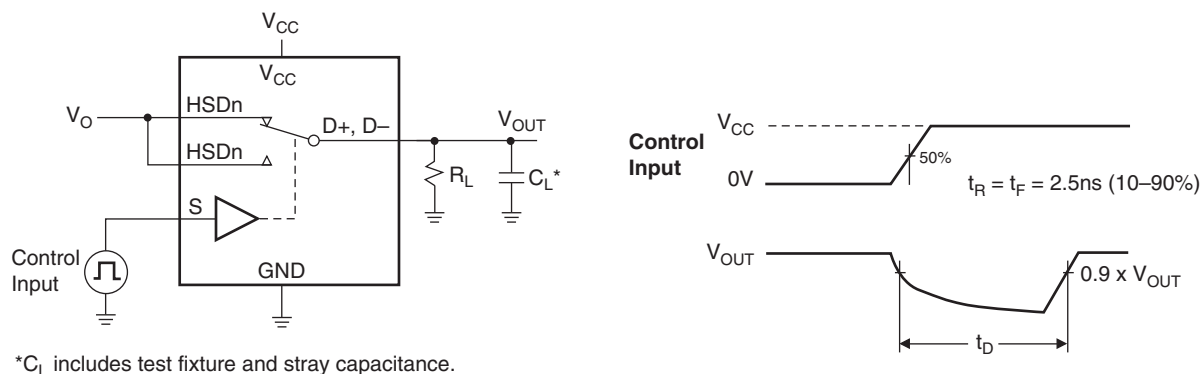 V_CC
V_CC
HSDn
V_O
D+, D–
V_OUT
HSDn
R_L
C_L*
S
Control
Input
GND
*C_L includes test fixture and stray capacitance.
Control
Input
V_CC
50%
0V
t_R = t_F = 2.5ns (10–90%)
V_OUT
0.9 x V_OUT
t_D